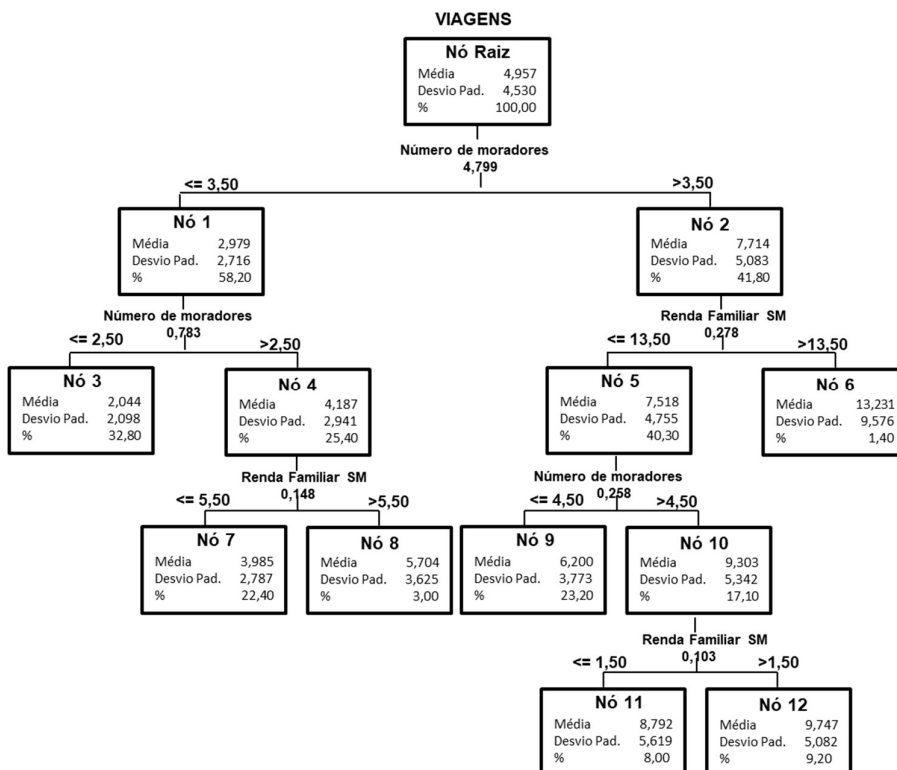 VIAGENS
Nó Raiz
Média 4,957
Desvio Pad. 4,530
% 100,00
Número de moradores
4,799
<= 3,50
>3,50
Nó 1
Média 2,979
Desvio Pad. 2,716
% 58,20
Nó 2
Média 7,714
Desvio Pad. 5,083
% 41,80
Número de moradores
0,783
<= 2,50
>2,50
Renda Familiar SM
0,278
<= 13,50
>13,50
Nó 3
Média 2,044
Desvio Pad. 2,098
% 32,80
Nó 4
Média 4,187
Desvio Pad. 2,941
% 25,40
Nó 5
Média 7,518
Desvio Pad. 4,755
% 40,30
Nó 6
Média 13,231
Desvio Pad. 9,576
% 1,40
Renda Familiar SM
0,148
<= 5,50
>5,50
Número de moradores
0,258
<= 4,50
>4,50
Nó 7
Média 3,985
Desvio Pad. 2,787
% 22,40
Nó 8
Média 5,704
Desvio Pad. 3,625
% 3,00
Nó 9
Média 6,200
Desvio Pad. 3,773
% 23,20
Nó 10
Média 9,303
Desvio Pad. 5,342
% 17,10
Renda Familiar SM
0,103
<= 1,50
>1,50
Nó 11
Média 8,792
Desvio Pad. 5,619
% 8,00
Nó 12
Média 9,747
Desvio Pad. 5,082
% 9,20